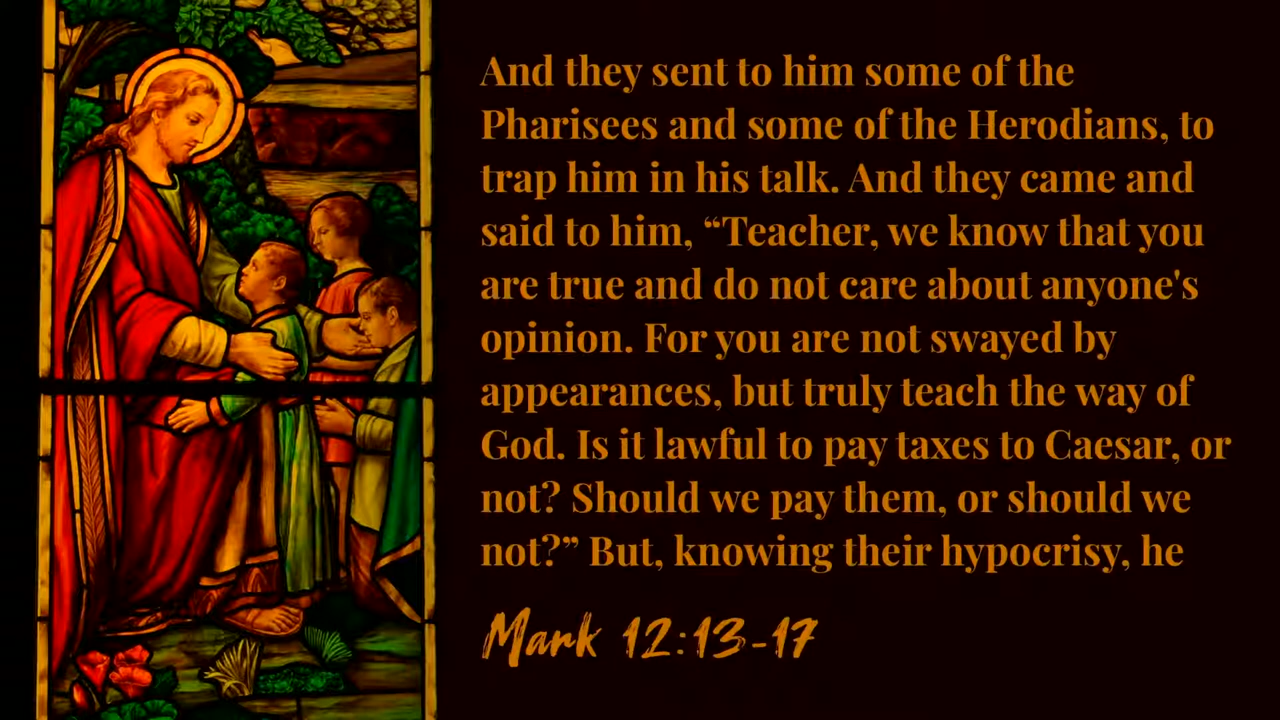 And they sent to him some of the
Pharisees and some of the Herodians, to
trap him in his talk. And they came and
said to him, “Teacher, we know that you
are true and do not care about anyone's
opinion. For you are not swayed by
appearances, but truly teach the way of
God. Is it lawful to pay taxes to Caesar, or
not? Should we pay them, or should we
not?” But, knowing their hypocrisy, he
Mark 12:13-17